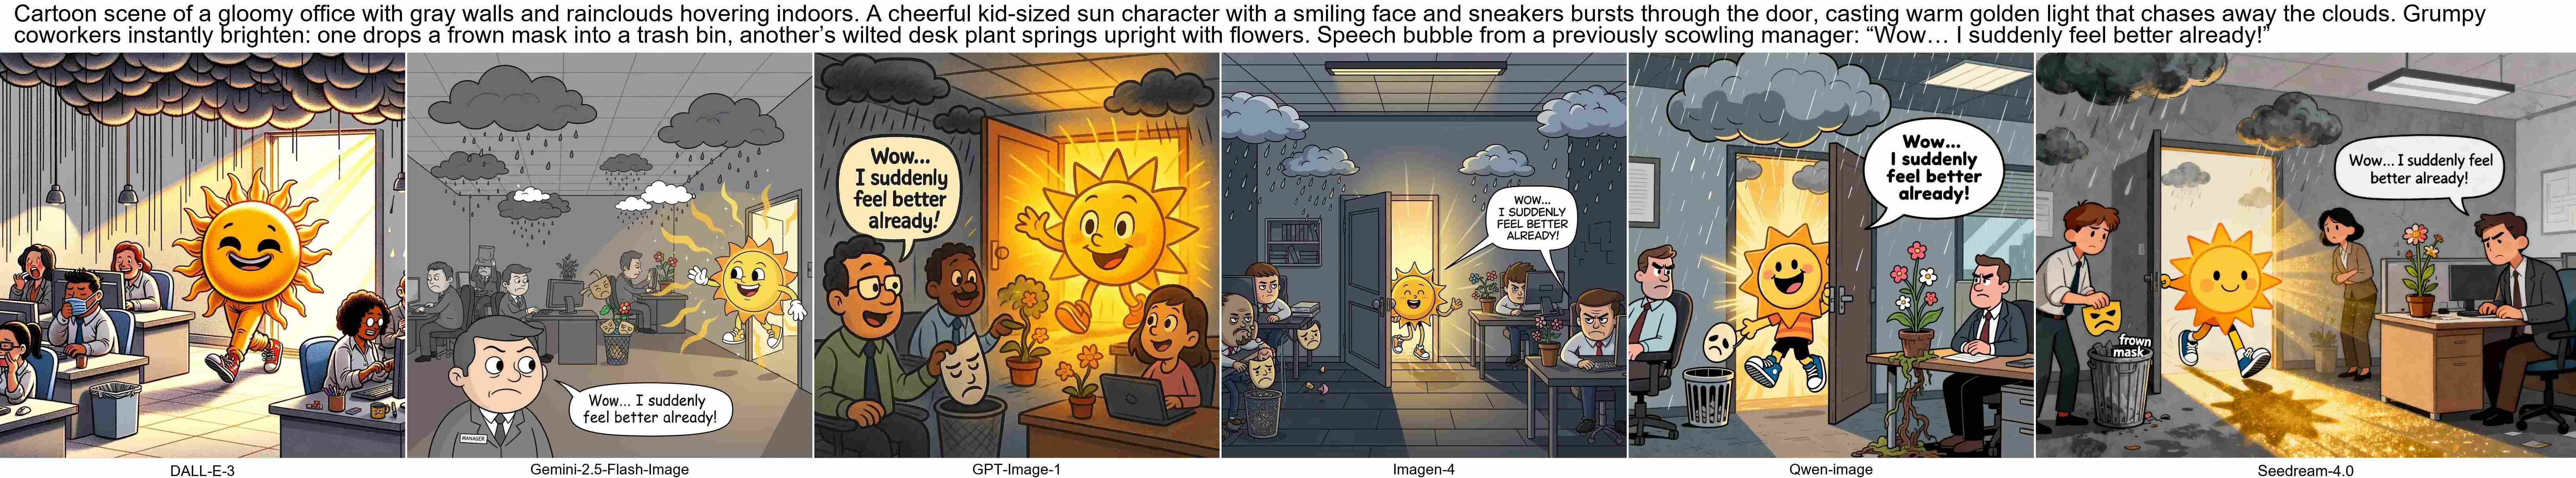 Cartoon scene of a gloomy office with gray walls and rainclouds hovering indoors. A cheerful kid-sized sun character with a smiling face and sneakers bursts through the door, casting warm golden light that chases away the clouds. Grumpy
coworkers instantly brighten: one drops a frown mask into a trash bin, another’s wilted desk plant springs upright with flowers. Speech bubble from a previously scowling manager: “Wow… I suddenly feel better already!”
MANAGER
Wow... I suddenly
feel better already!
Wow...
I suddenly
feel better
already!
WOW...
I SUDDENLY
FEEL BETTER
ALREADY!
Wow...
I suddenly
feel better
already!
Wow... I suddenly feel
better already!
frown
mask
DALL-E-3
Gemini-2.5-Flash-Image
GPT-Image-1
Imagen-4
Qwen-image
Seedream-4.0